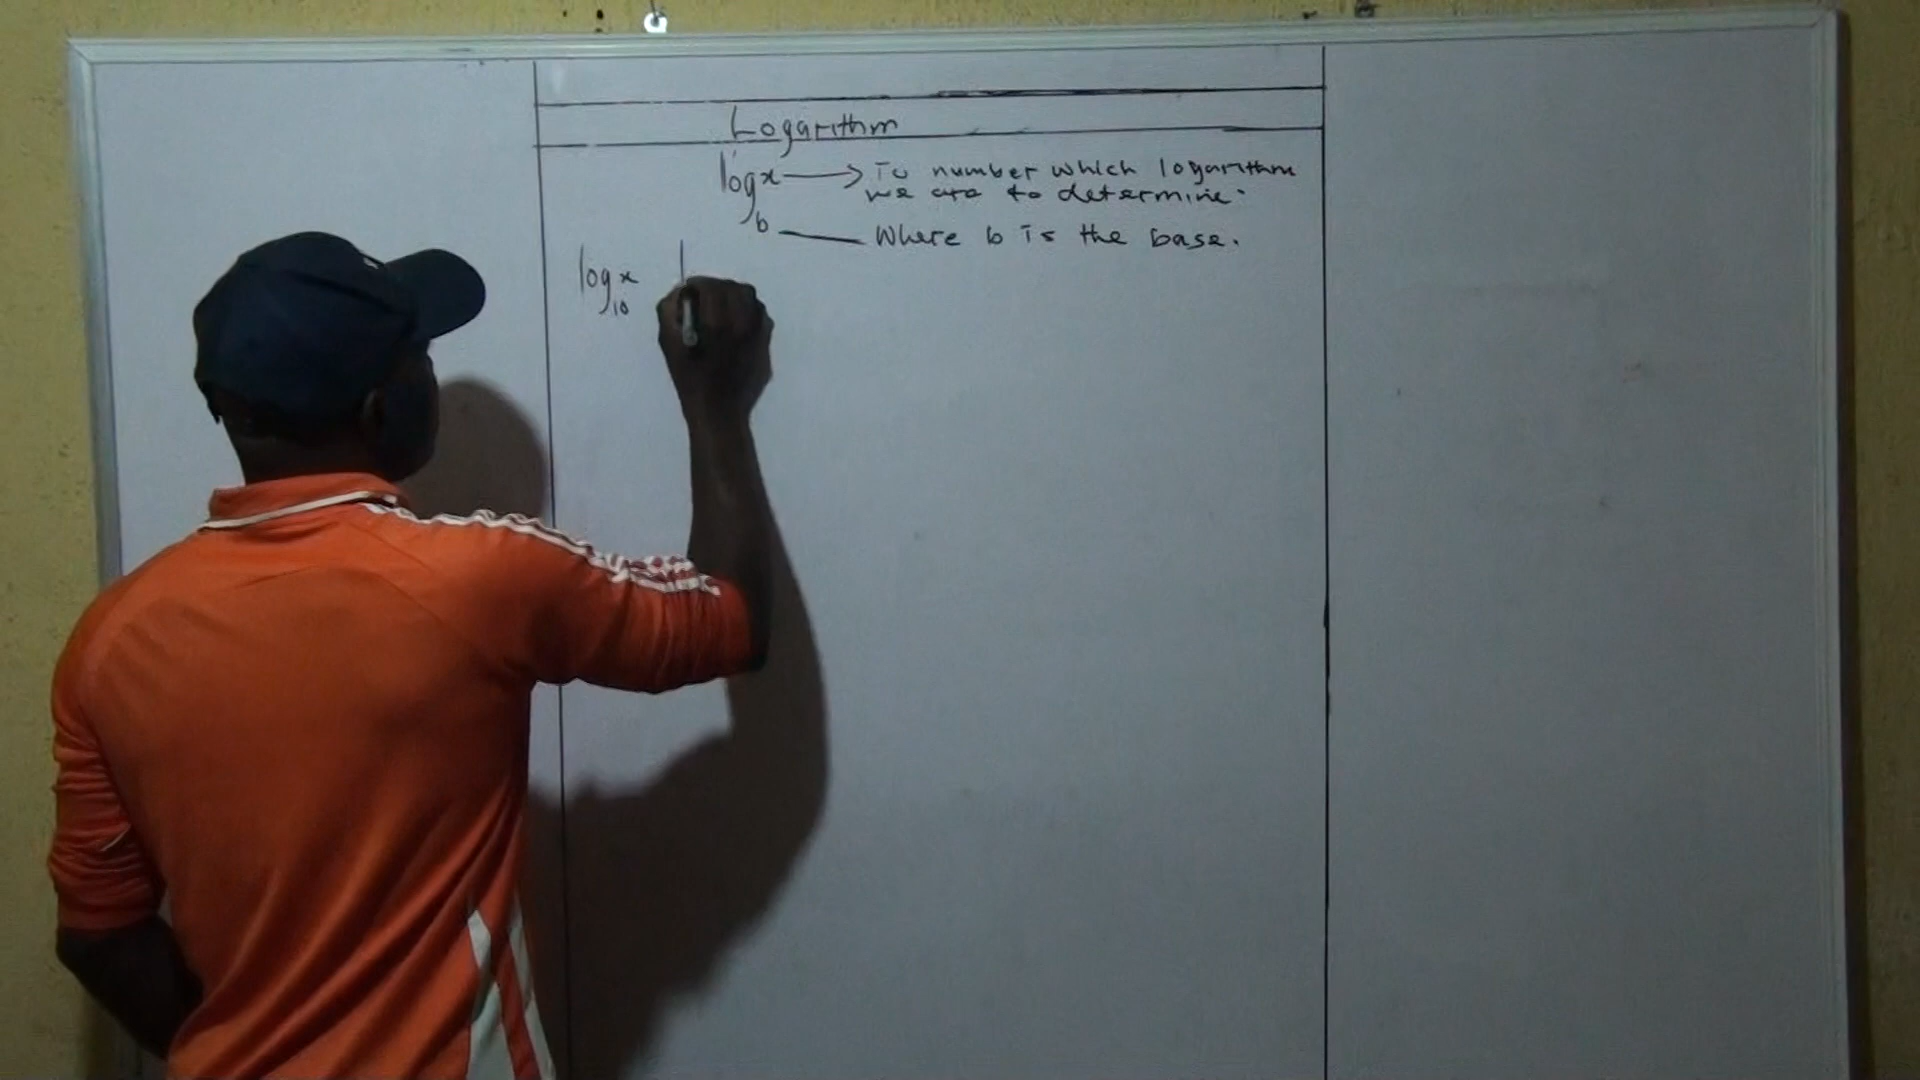 Logarithm
log x → To number which logarithm
we are to determine.
b — Where b is the base.
log x
10